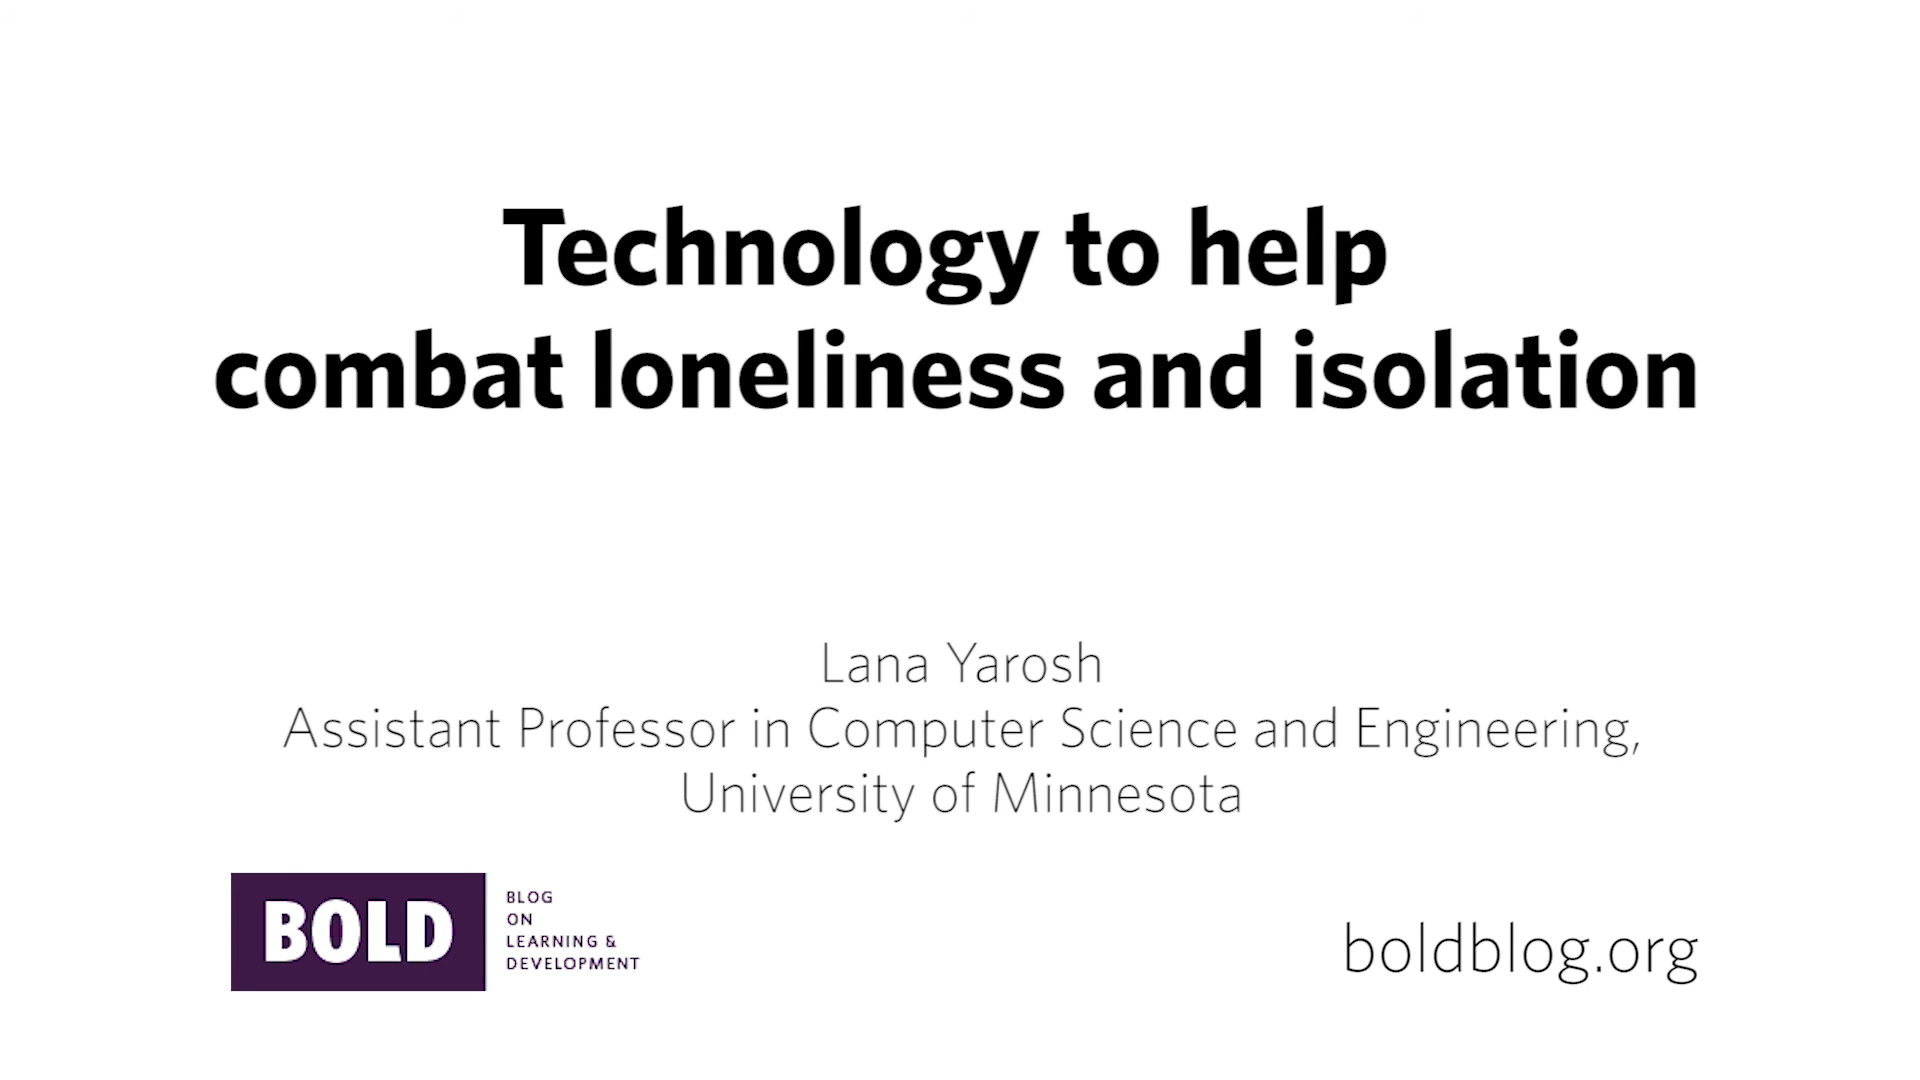 Technology to help
combat loneliness and isolation
Lana Yarosh
Assistant Professor in Computer Science and Engineering,
University of Minnesota
BOLD
BLOG
ON
LEARNING &
DEVELOPMENT
boldblog.org